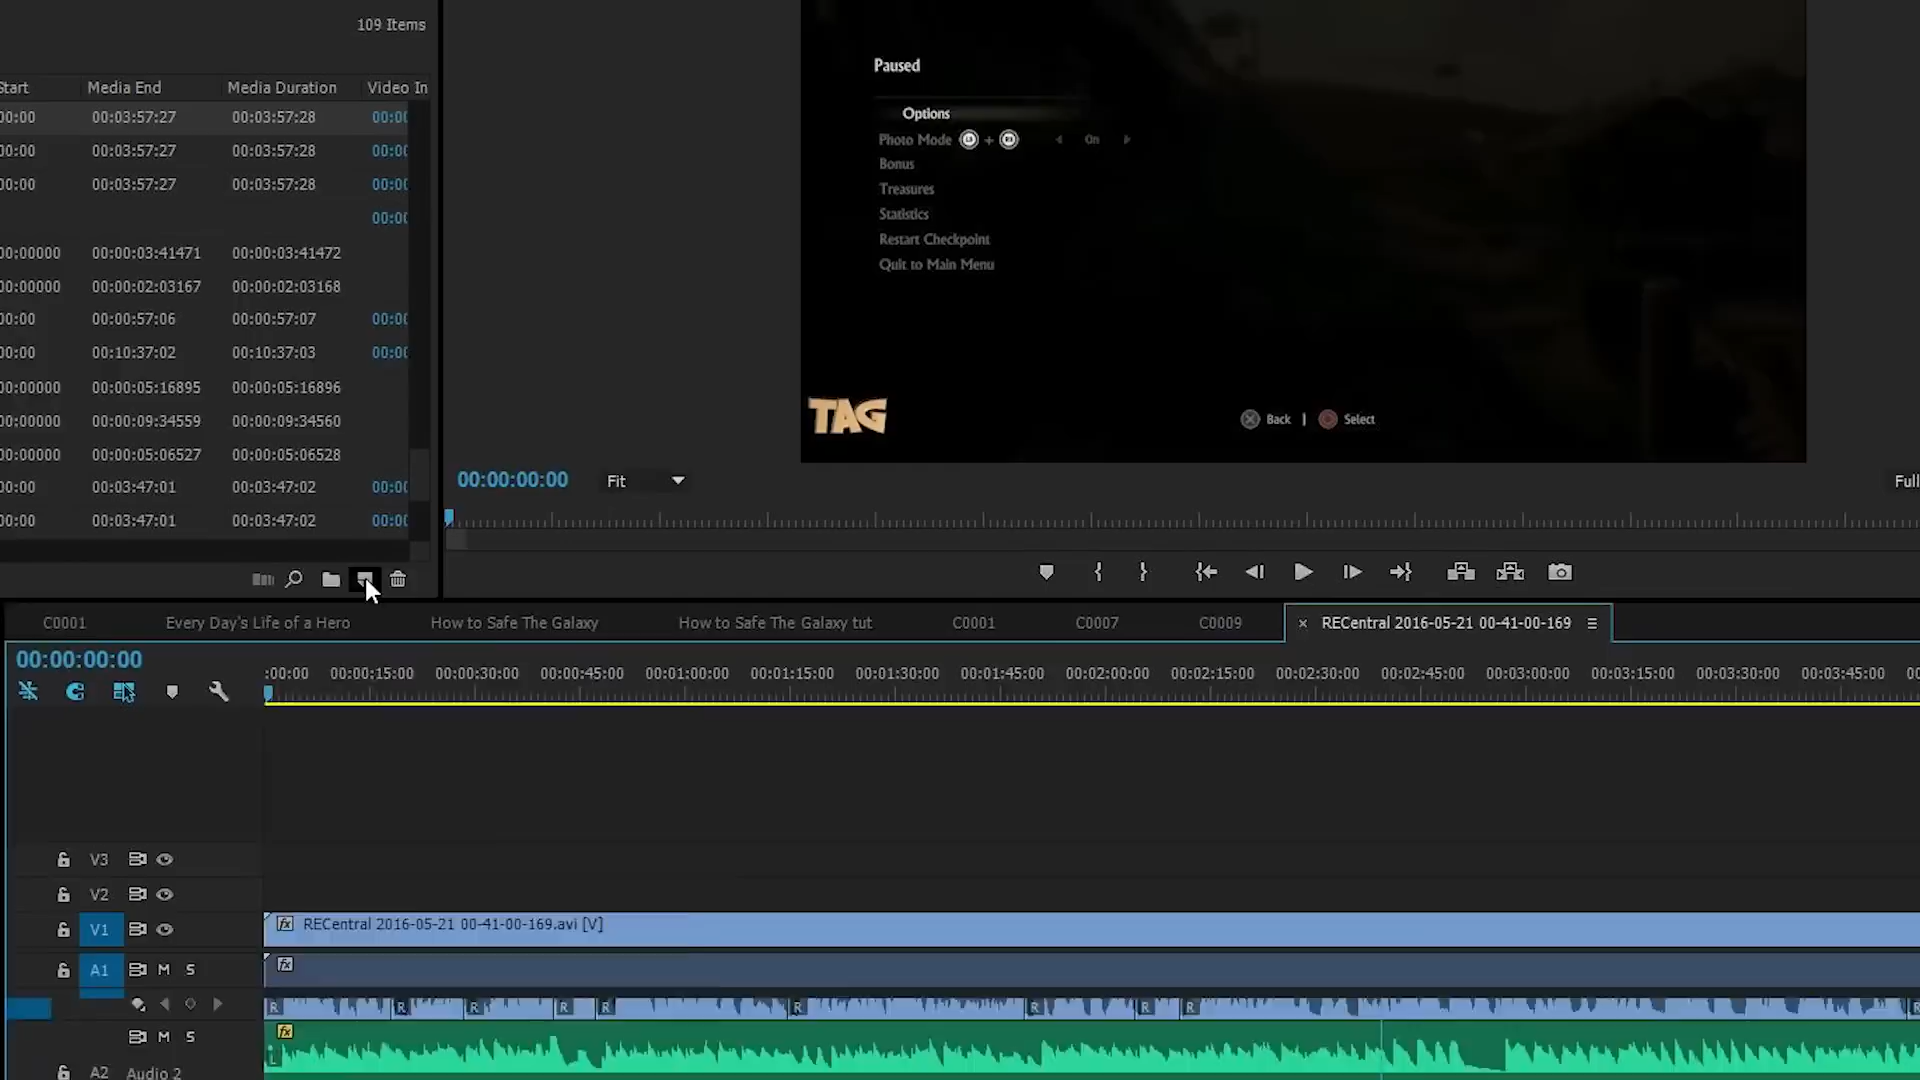 109 Items
Start Media End Media Duration Video In
00:00 00:03:57:27 00:03:57:28 00:00
00:00 00:03:57:27 00:03:57:28 00:00
00:00 00:03:57:27 00:03:57:28 00:00
00:00
00:00000 00:00:03:41471 00:00:03:41472
00:00000 00:00:02:03167 00:00:02:03168
00:00 00:00:57:06 00:00:57:07 00:00
00:00 00:10:37:02 00:10:37:03 00:00
00:00000 00:00:05:16895 00:00:05:16896
00:00000 00:00:09:34559 00:00:09:34560
00:00000 00:00:05:06527 00:00:05:06528
00:00 00:03:47:01 00:03:47:02 00:00
00:00 00:03:47:01 00:03:47:02 00:00
Paused
Options
Photo Mode + On
Bonus
Treasures
Statistics
Restart Checkpoint
Quit to Main Menu
TAG
Back | Select
00:00:00:00 Fit Full
C0001 Every Day's Life of a Hero How to Safe The Galaxy How to Safe The Galaxy tut C0001 C0007 C0009 × RECentral 2016-05-21 00-41-00-169
00:00:00:00
:00:00 00:00:15:00 00:00:30:00 00:00:45:00 00:01:00:00 00:01:15:00 00:01:30:00 00:01:45:00 00:02:00:00 00:02:15:00 00:02:30:00 00:02:45:00 00:03:00:00 00:03:15:00 00:03:30:00 00:03:45:00 00
V3
V2
V1 fx RECentral 2016-05-21 00-41-00-169.avi [V]
A1 M S fx
R R R R R R R R R R
M S fx
L
A2 Audio 2